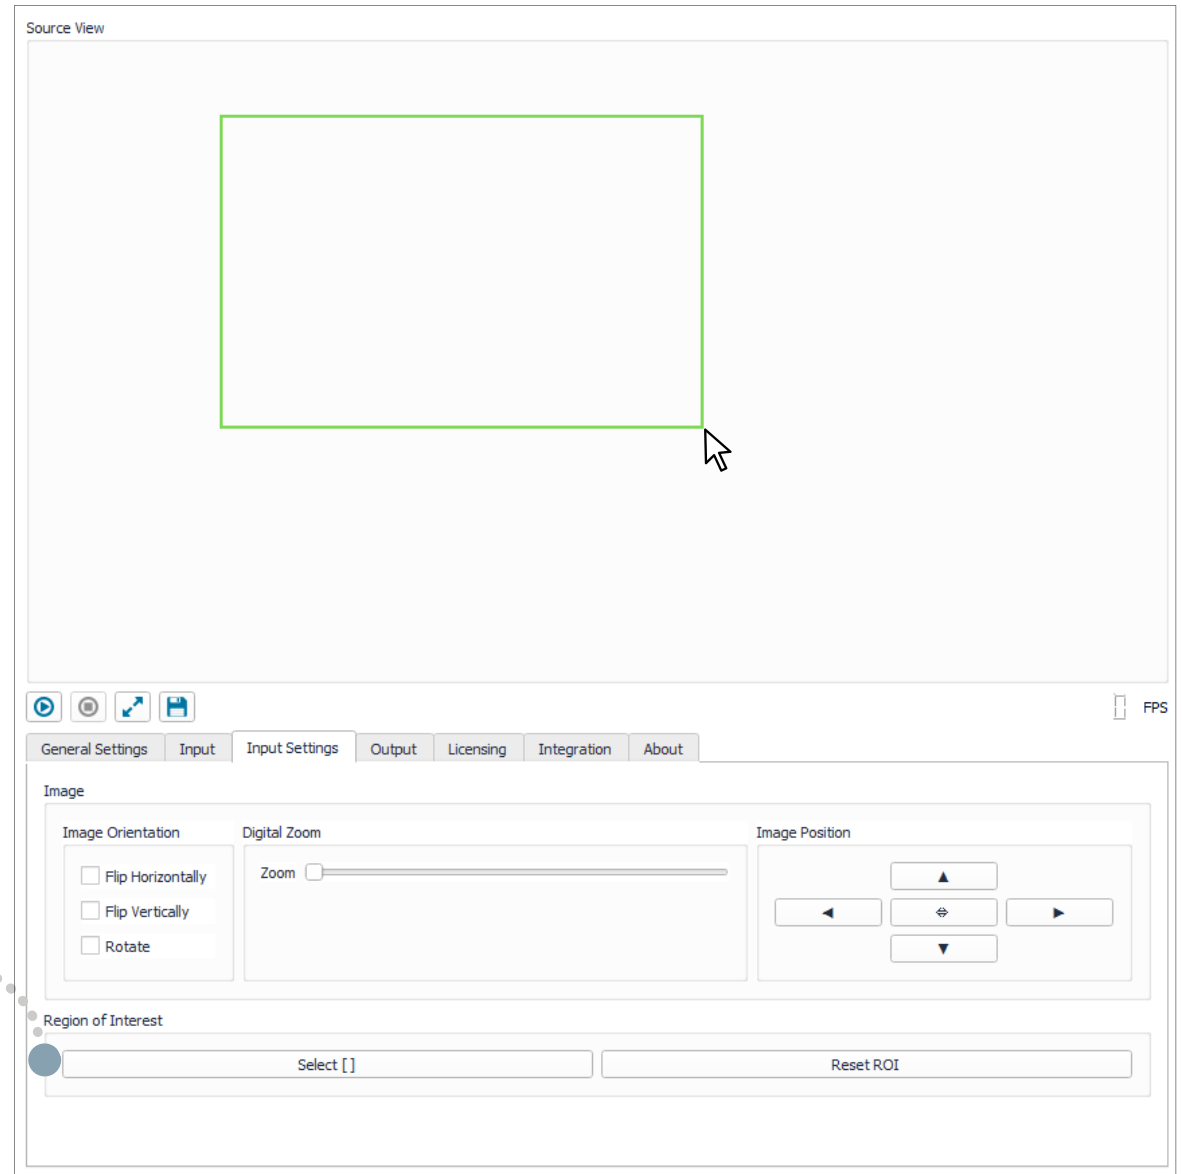 Source View
FPS
General Settings Input Input Settings Output Licensing Integration About
Image
Image Orientation Digital Zoom Image Position
Flip Horizontally Zoom
Flip Vertically
Rotate
Region of Interest
Select [ ] Reset ROI